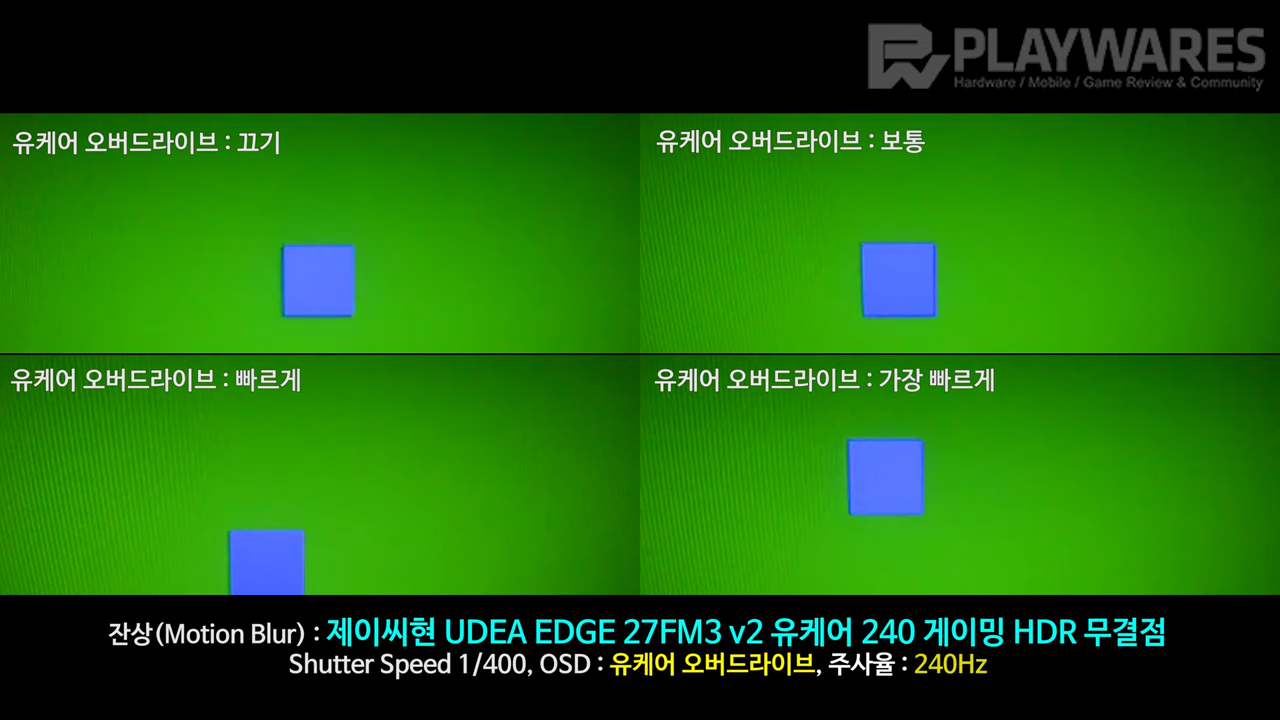 PLAYWARES
Hardware / Mobile / Game Review & Community
유케어 오버드라이브 : 끄기
유케어 오버드라이브 : 보통
유케어 오버드라이브 : 빠르게
유케어 오버드라이브 : 가장 빠르게
잔상(Motion Blur) : 제이씨현 UDEA EDGE 27FM3 v2 유케어 240 게이밍 HDR 무결점
Shutter Speed 1/400, OSD : 유케어 오버드라이브, 주사율 : 240Hz